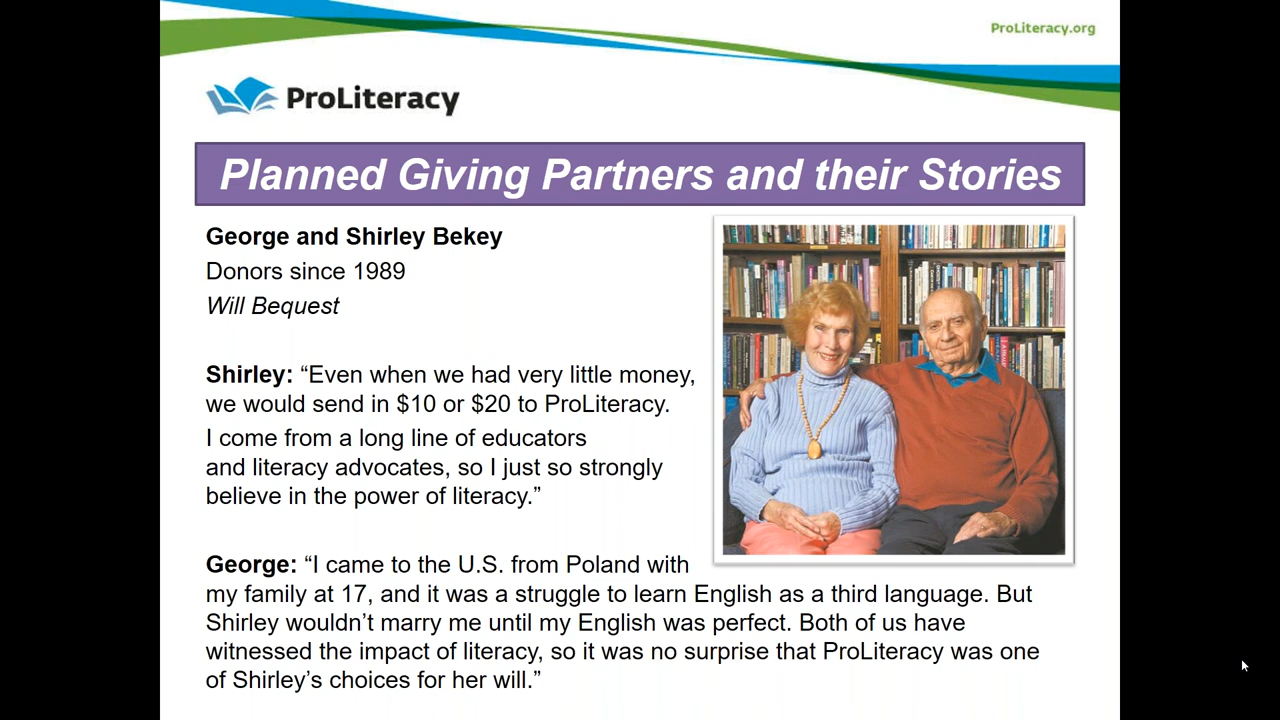 ProLiteracy.org
ProLiteracy
Planned Giving Partners and their Stories
George and Shirley Bekey
Donors since 1989
Will Bequest
Shirley: “Even when we had very little money,
we would send in $10 or $20 to ProLiteracy.
I come from a long line of educators
and literacy advocates, so I just so strongly
believe in the power of literacy.”
George: “I came to the U.S. from Poland with
my family at 17, and it was a struggle to learn English as a third language. But
Shirley wouldn’t marry me until my English was perfect. Both of us have
witnessed the impact of literacy, so it was no surprise that ProLiteracy was one
of Shirley’s choices for her will.”